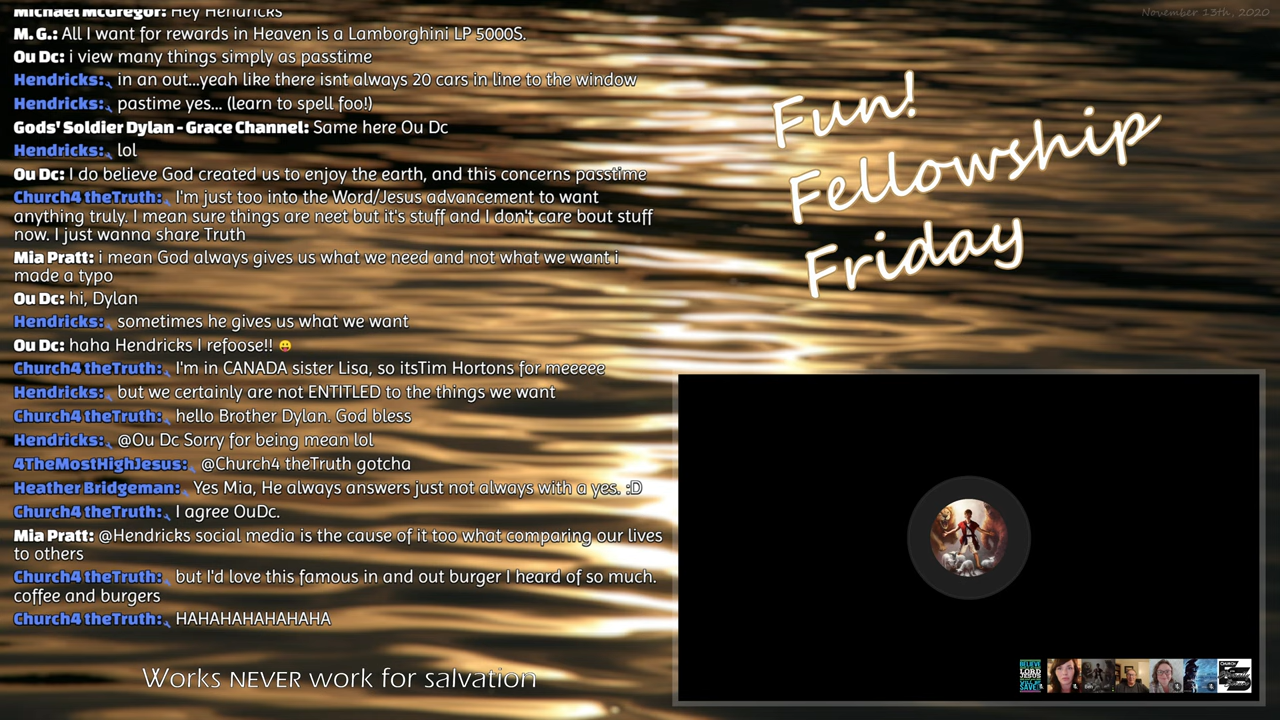 Michael McGregor: Hey Hendricks
November 13th, 2020
M. G.: All I want for rewards in Heaven is a Lamborghini LP 5000S.
Ou Dc: i view many things simply as passtime
Hendricks: in an out...yeah like there isnt always 20 cars in line to the window
Hendricks: pastime yes... (learn to spell foo!)
Gods' Soldier Dylan - Grace Channel: Same here Ou Dc
Hendricks: lol
Ou Dc: I do believe God created us to enjoy the earth, and this concerns passtime
Church4 theTruth: I'm just too into the Word/Jesus advancement to want
anything truly. I mean sure things are neet but it's stuff and I don't care bout stuff
now. I just wanna share Truth
Mia Pratt: i mean God always gives us what we need and not what we want i
made a typo
Ou Dc: hi, Dylan
Hendricks: sometimes he gives us what we want
Ou Dc: haha Hendricks I refoose!! 😛
Church4 theTruth: I'm in CANADA sister Lisa, so itsTim Hortons for meeeee
Hendricks: but we certainly are not ENTITLED to the things we want
Church4 theTruth: hello Brother Dylan. God bless
Hendricks: @Ou Dc Sorry for being mean lol
4TheMostHighJesus: @Church4 theTruth gotcha
Heather Bridgeman: Yes Mia, He always answers just not always with a yes. :D
Church4 theTruth: I agree OuDc.
Mia Pratt: @Hendricks social media is the cause of it too what comparing our lives
to others
Church4 theTruth: but I'd love this famous in and out burger I heard of so much.
coffee and burgers
Church4 theTruth: HAHAHAHAHAHAHA
Works NEVER work for salvation
Fun!
Fellowship
Friday
BELIEVE
LORD
JESUS
SAVE